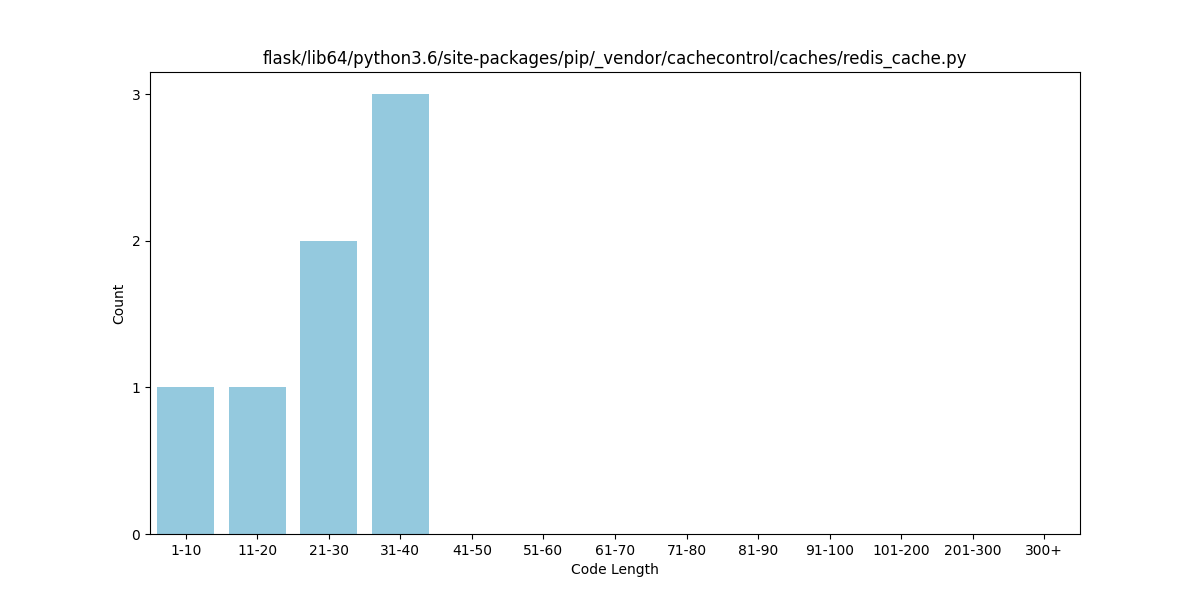 flask/lib64/python3.6/site-packages/pip/_vendor/cachecontrol/caches/redis_cache.py
3
2
1
0
Count
1-10 11-20 21-30 31-40 41-50 51-60 61-70 71-80 81-90 91-100 101-200 201-300 300+
Code Length